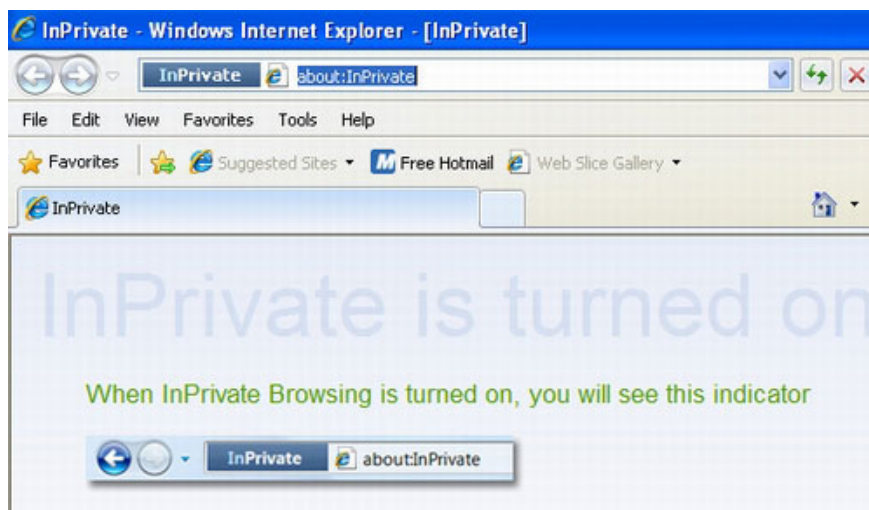 InPrivate - Windows Internet Explorer - [InPrivate]
InPrivate about:InPrivate
File Edit View Favorites Tools Help
Favorites Suggested Sites Free Hotmail Web Slice Gallery
InPrivate
InPrivate is turned on
When InPrivate Browsing is turned on, you will see this indicator
InPrivate about:InPrivate